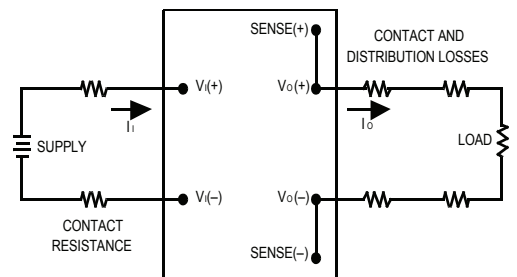 SENSE(+)
CONTACT AND
DISTRIBUTION LOSSES
VI(+)
VO(+)
II
IO
SUPPLY
LOAD
VI(–)
VO(–)
CONTACT
RESISTANCE
SENSE(–)